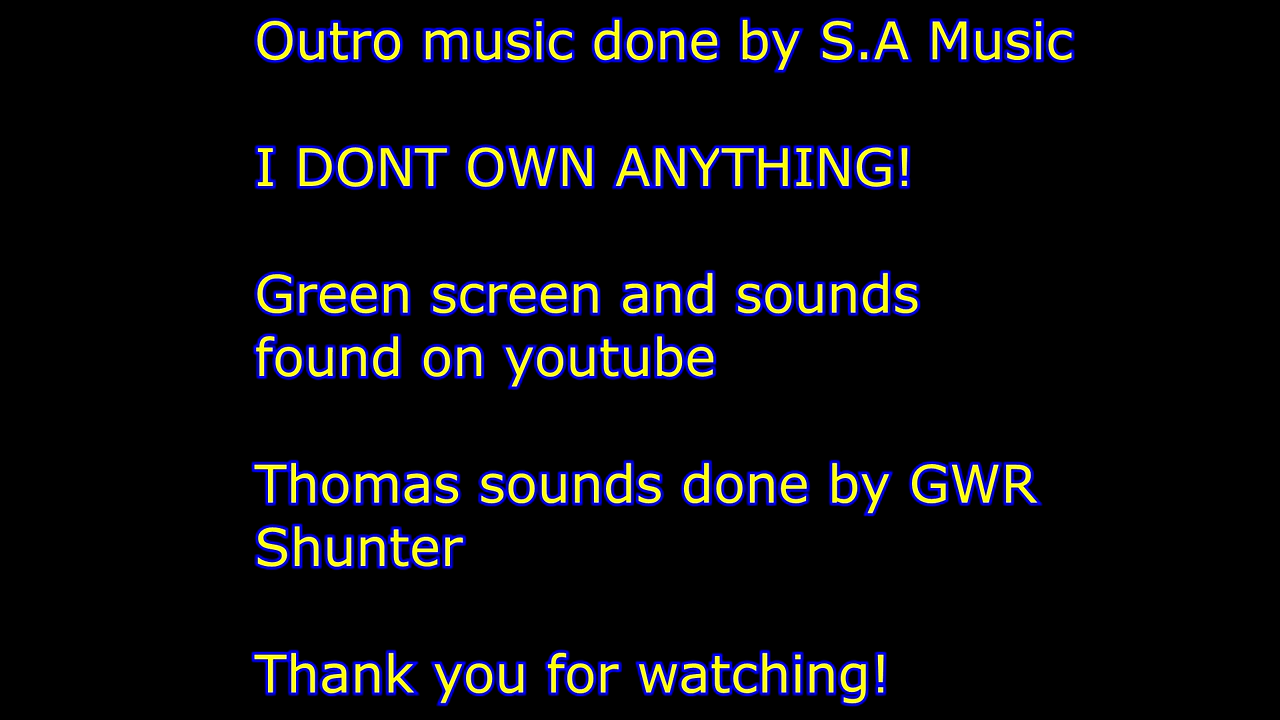 Outro music done by S.A Music
I DONT OWN ANYTHING!
Green screen and sounds
found on youtube
Thomas sounds done by GWR
Shunter
Thank you for watching!